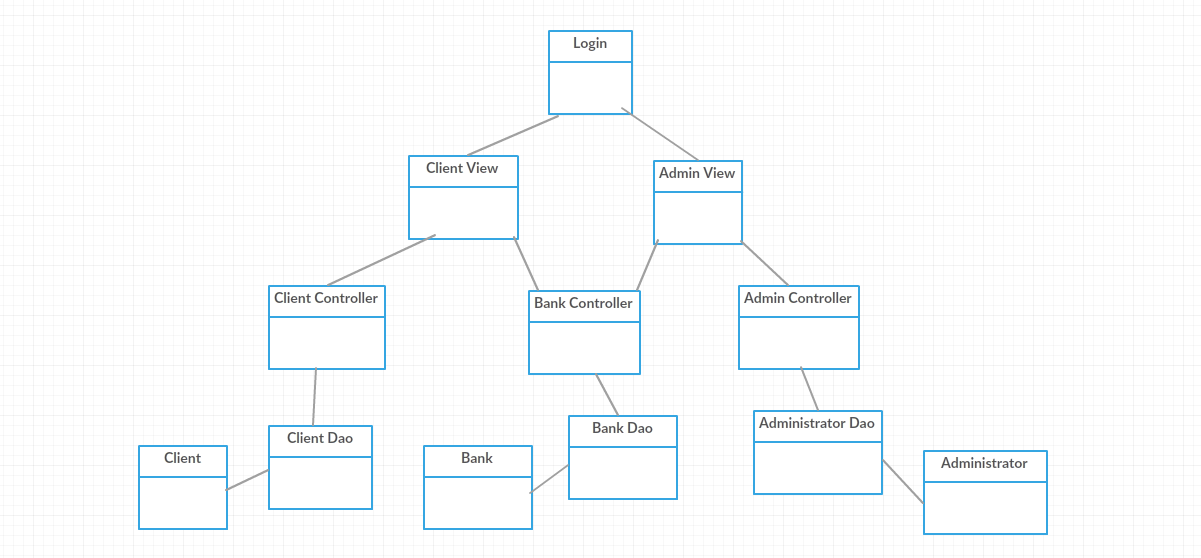 Login
Client View
Admin View
Client Controller
Bank Controller
Admin Controller
Client
Client Dao
Bank
Bank Dao
Administrator Dao
Administrator